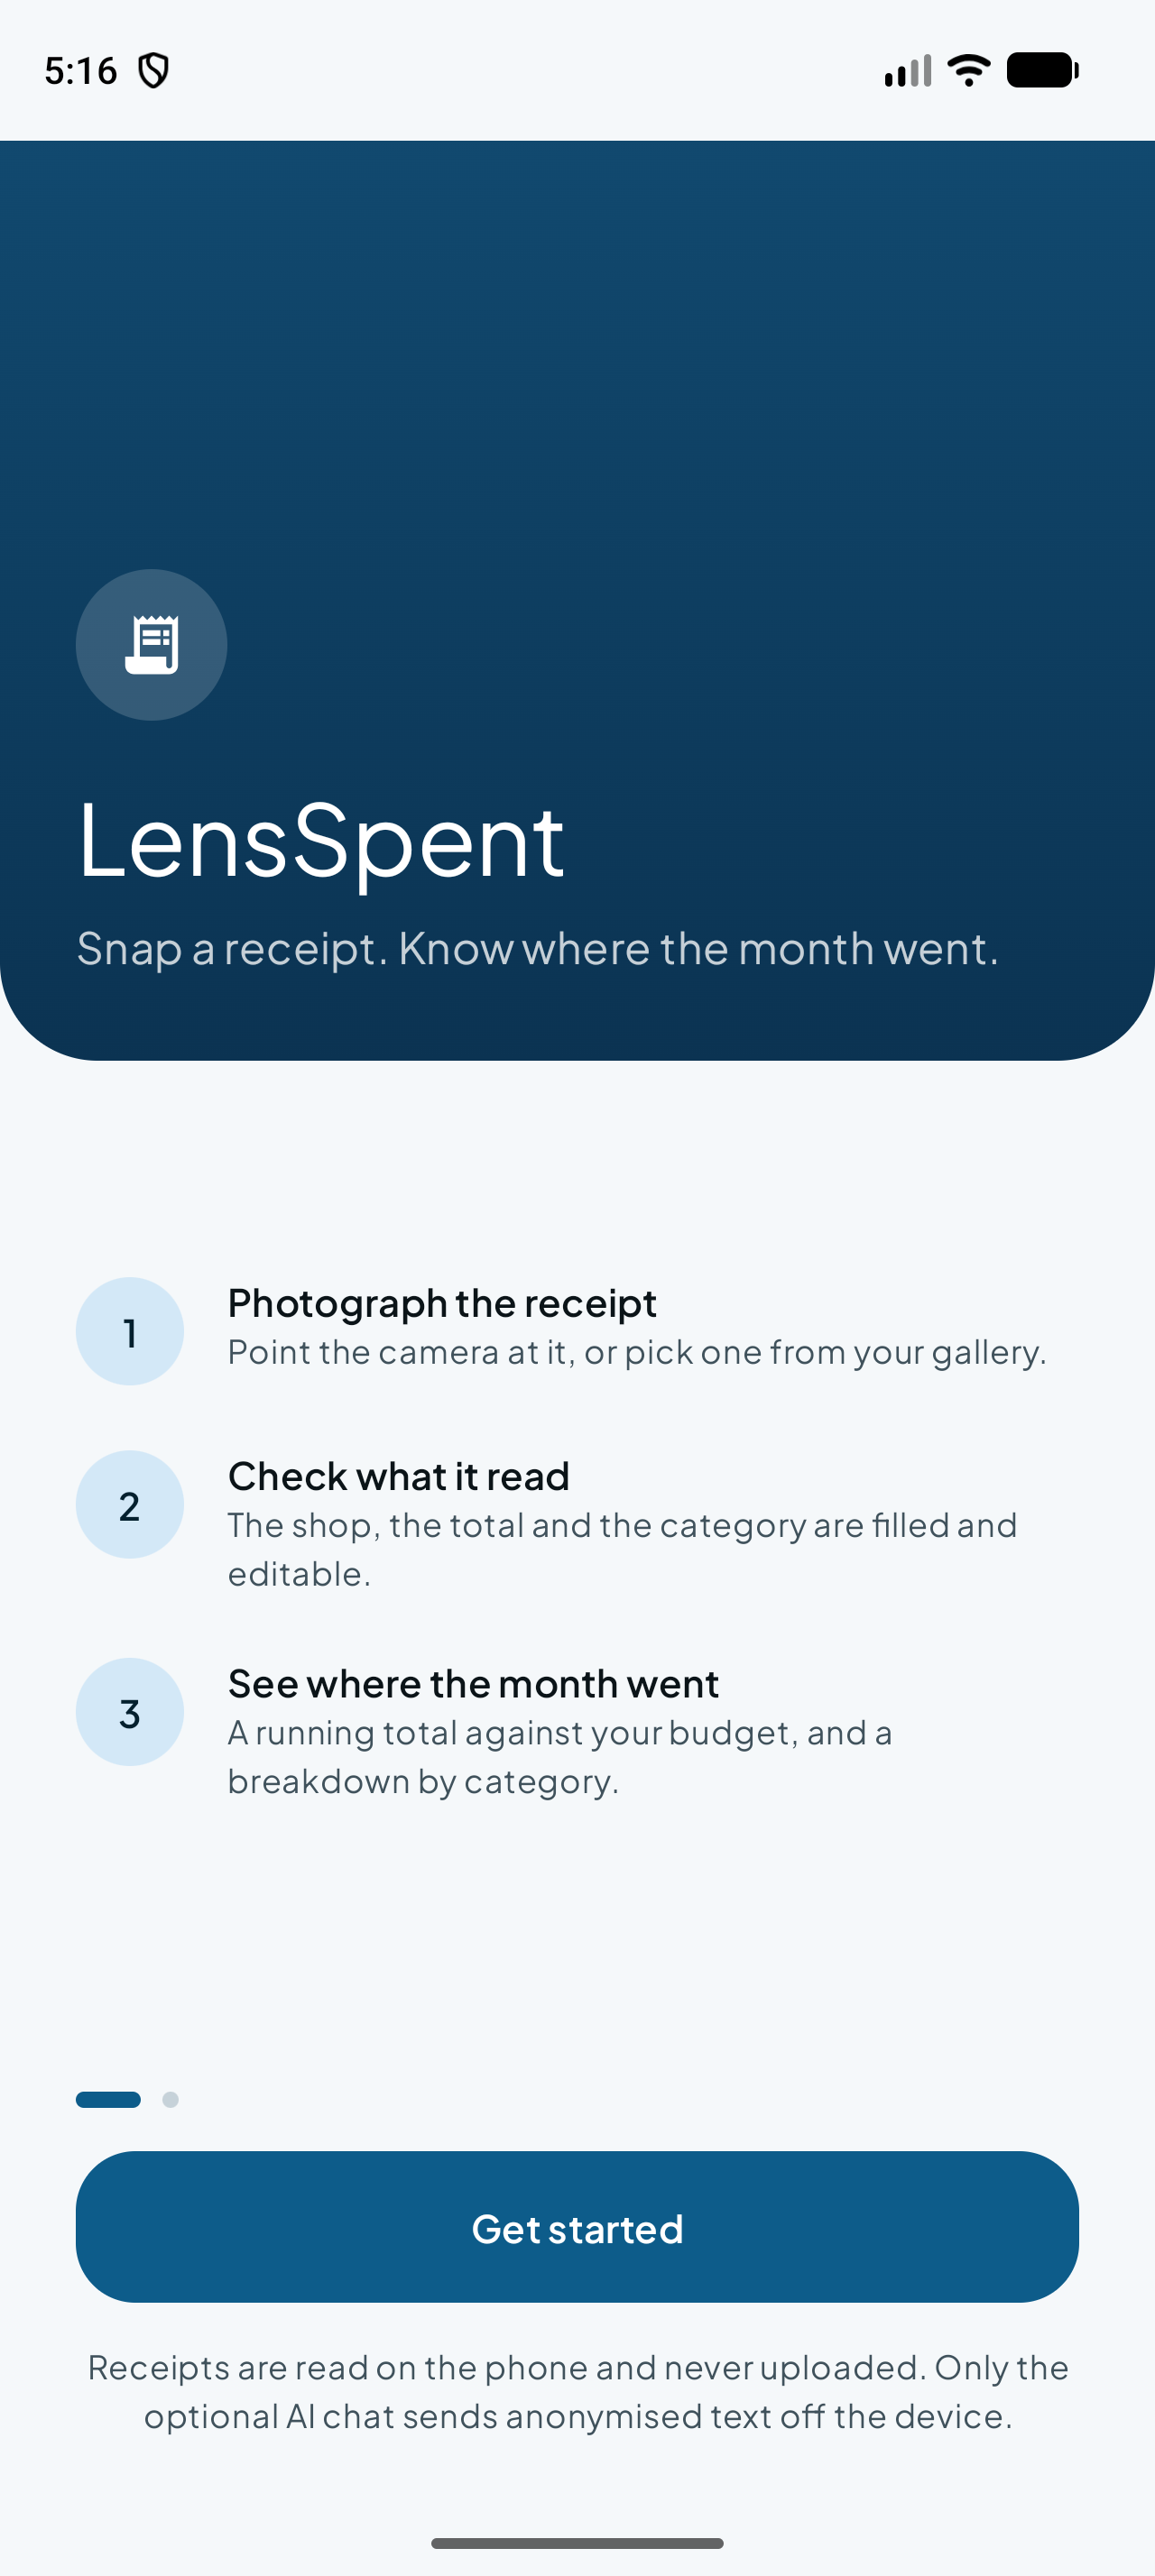 5:16
LensSpent
Snap a receipt. Know where the month went.
1
Photograph the receipt
Point the camera at it, or pick one from your gallery.
2
Check what it read
The shop, the total and the category are filled and
editable.
3
See where the month went
A running total against your budget, and a
breakdown by category.
Get started
Receipts are read on the phone and never uploaded. Only the
optional AI chat sends anonymised text off the device.